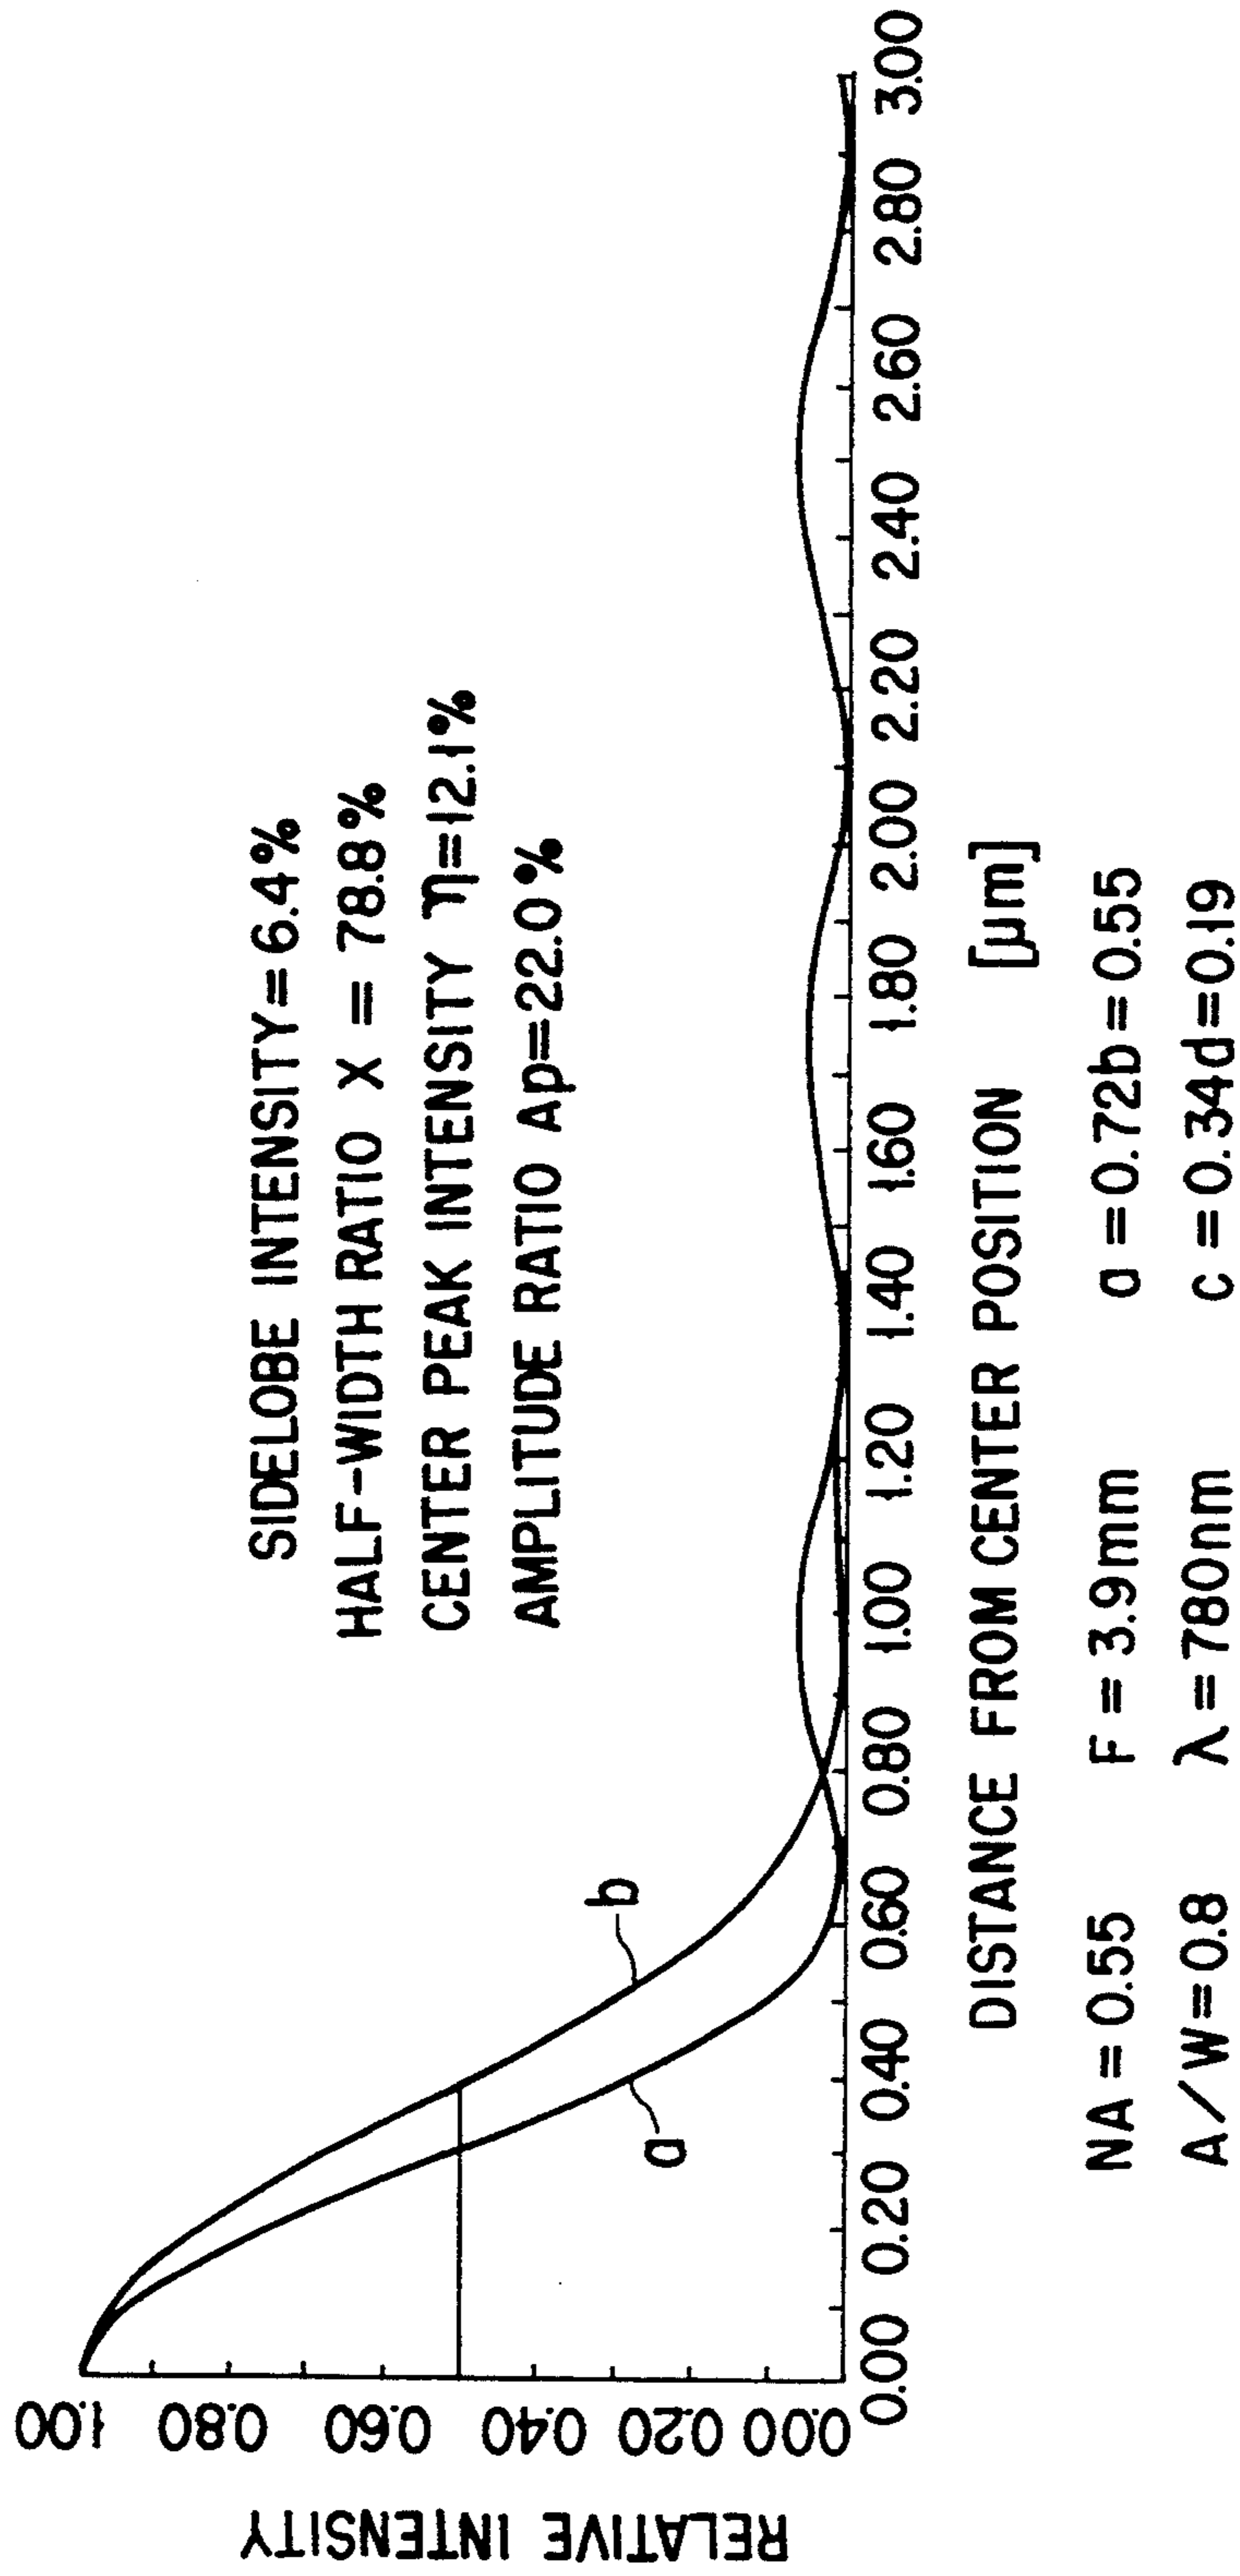 SIDELOBE INTENSITY=6.4%
HALF-WIDTH RATIO X = 78.8%
CENTER PEAK INTENSITY η=12.1%
AMPLITUDE RATIO Ap=22.0%
RELATIVE INTENSITY
1.00
0.80
0.60
0.40
0.20
0.00
b
a
0.00 0.20 0.40 0.60 0.80 1.00 1.20 1.40 1.60 1.80 2.00 2.20 2.40 2.60 2.80 3.00
DISTANCE FROM CENTER POSITION [μm]
NA = 0.55 F = 3.9mm a = 0.72b = 0.55
A/W=0.8 λ = 780nm c = 0.34d=0.19